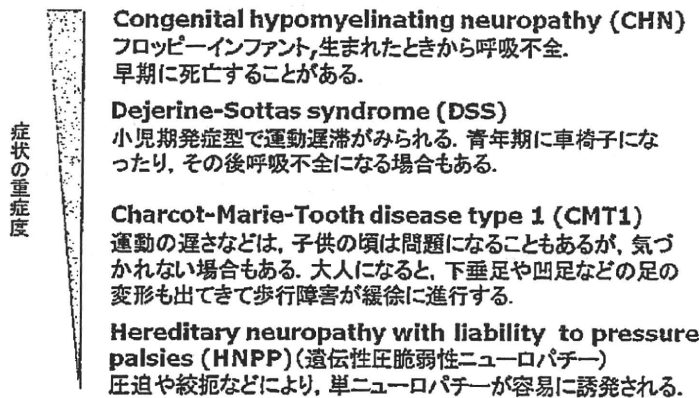 症状の重症度
Congenital hypomyelinating neuropathy (CHN)
フロッピーインファント,生まれたときから呼吸不全.
早期に死亡することがある.
Dejerine-Sottas syndrome (DSS)
小児期発症型で運動遅滞がみられる. 青年期に車椅子にな
ったり, その後呼吸不全になる場合もある.
Charcot-Marie-Tooth disease type 1 (CMT1)
運動の遅さなどは, 子供の頃は問題になることもあるが, 気づ
かれない場合もある. 大人になると, 下垂足や凹足などの足の
変形も出てきて歩行障害が緩徐に進行する.
Hereditary neuropathy with liability to pressure
palsies (HNPP)(遺伝性圧脆弱性ニューロパチー)
圧迫や絞扼などにより, 単ニューロパチーが容易に誘発される.